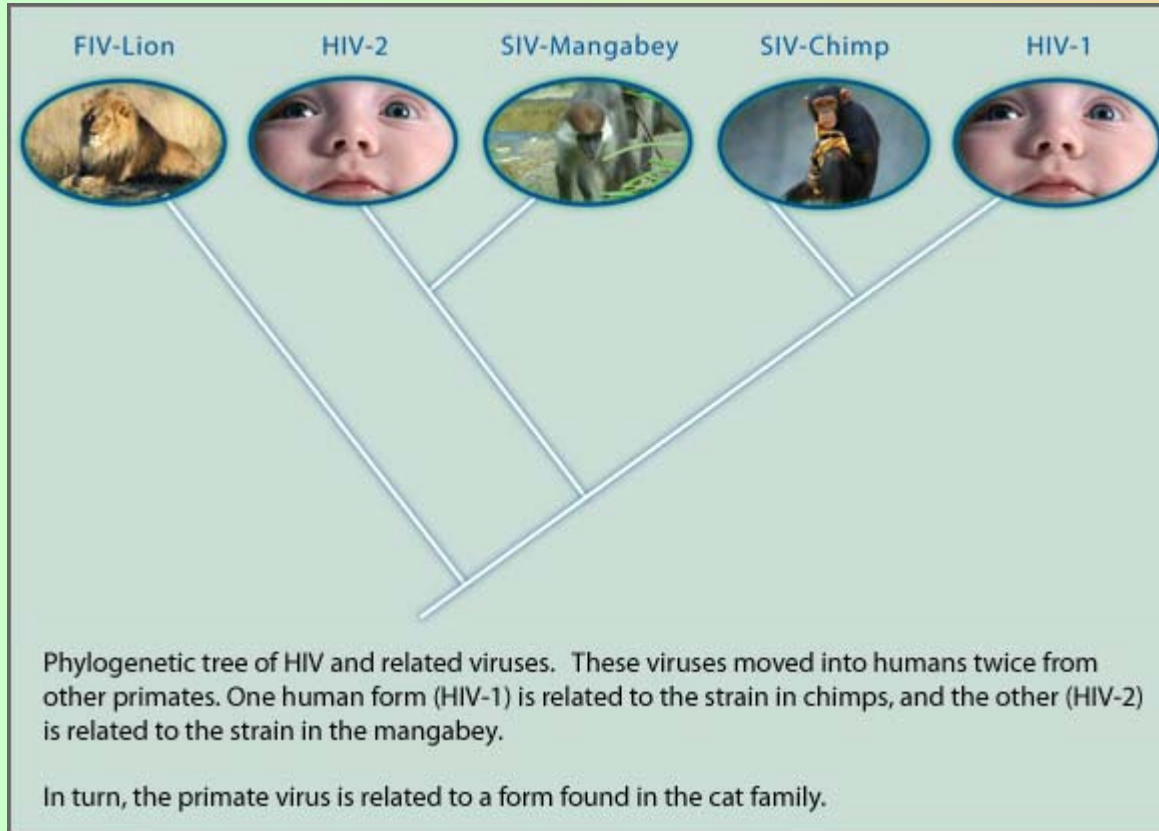 FIV-Lion HIV-2 SIV-Mangabey SIV-Chimp HIV-1
Phylogenetic tree of HIV and related viruses. These viruses moved into humans twice from
other primates. One human form (HIV-1) is related to the strain in chimps, and the other (HIV-2)
is related to the strain in the mangabey.
In turn, the primate virus is related to a form found in the cat family.